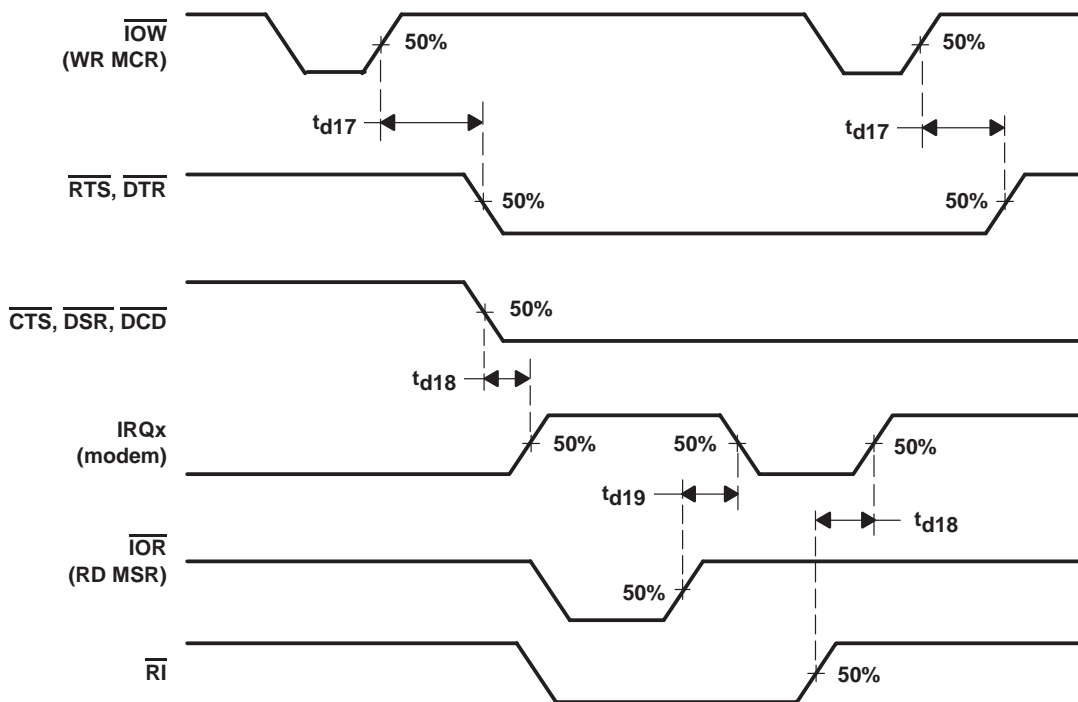 IOW
(WR MCR)
50%
50%
td17
td17
RTS, DTR
50%
50%
CTS, DSR, DCD
50%
td18
IRQx
(modem)
50%
50%
50%
td19
td18
IOR
(RD MSR)
50%
RI
50%